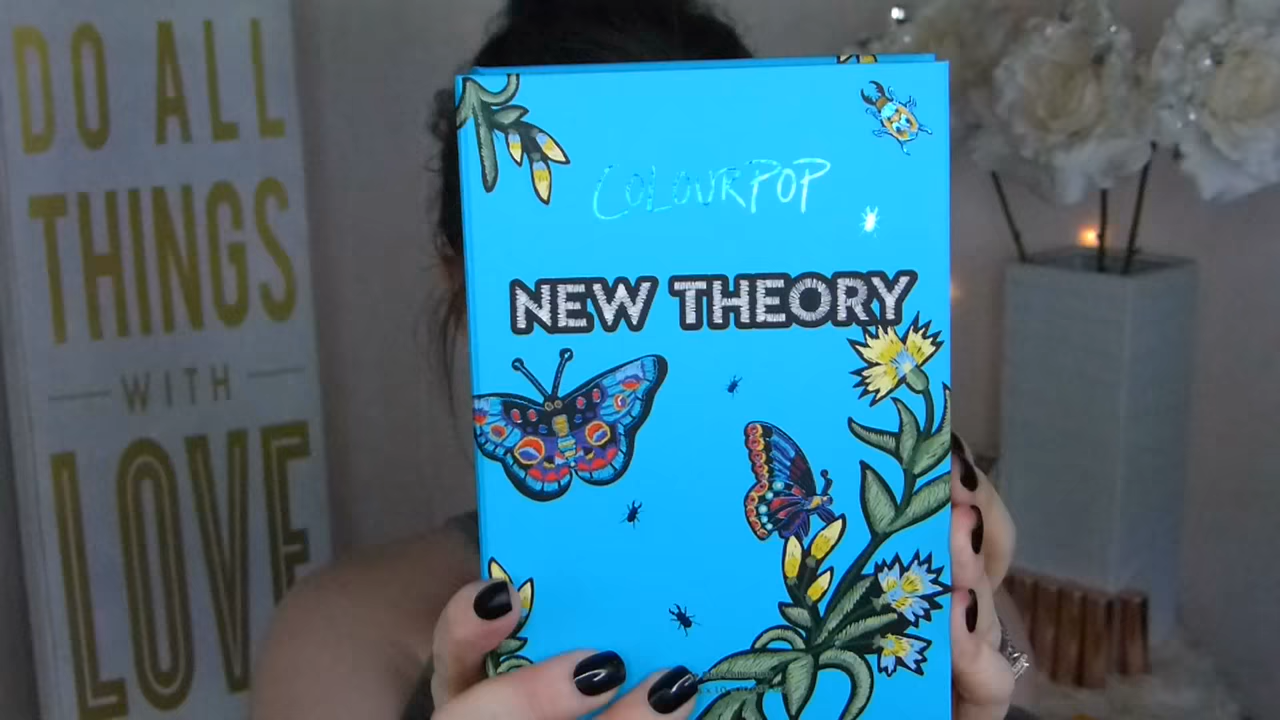 DO ALL
THINGS
WITH
LOVE
COLOURPOP
NEW THEORY